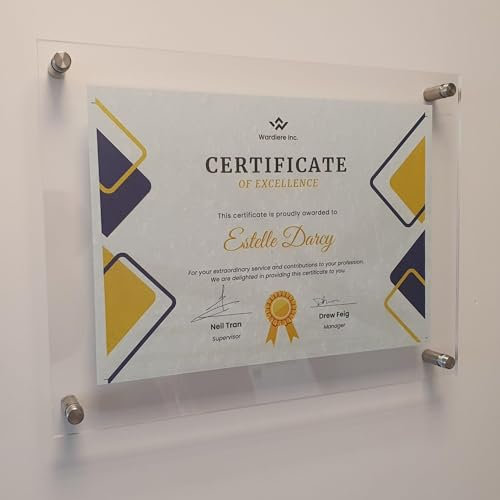 Wardiere Inc.
CERTIFICATE
OF EXCELLENCE
This certificate is proudly awarded to
Estelle Darcy
For your extraordinary service and contributions to your profession.
We are delighted in providing this certificate to you.
Neil Tran
Supervisor
Drew Feig
Manager